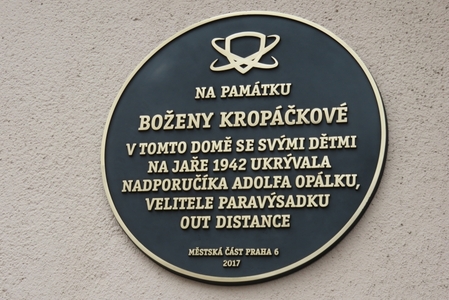 NA PAMÁTKU
BOŽENY KROPÁČKOVÉ
V TOMTO DOMĚ SE SVÝMI DĚTMI
NA JAŘE 1942 UKRÝVALA
NADPORUČÍKA ADOLFA OPÁLKU,
VELITELE PARAVÝSADKU
OUT DISTANCE
MĚSTSKÁ ČÁST PRAHA 6
2017